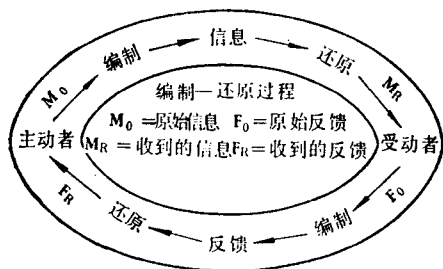 信息
编制
还原
M₀
M_R
编制—还原过程
M₀=原始信息 F₀=原始反馈
M_R=收到的信息F_R=收到的反馈
主动者
受动者
F_R
F₀
还原
编制
反馈